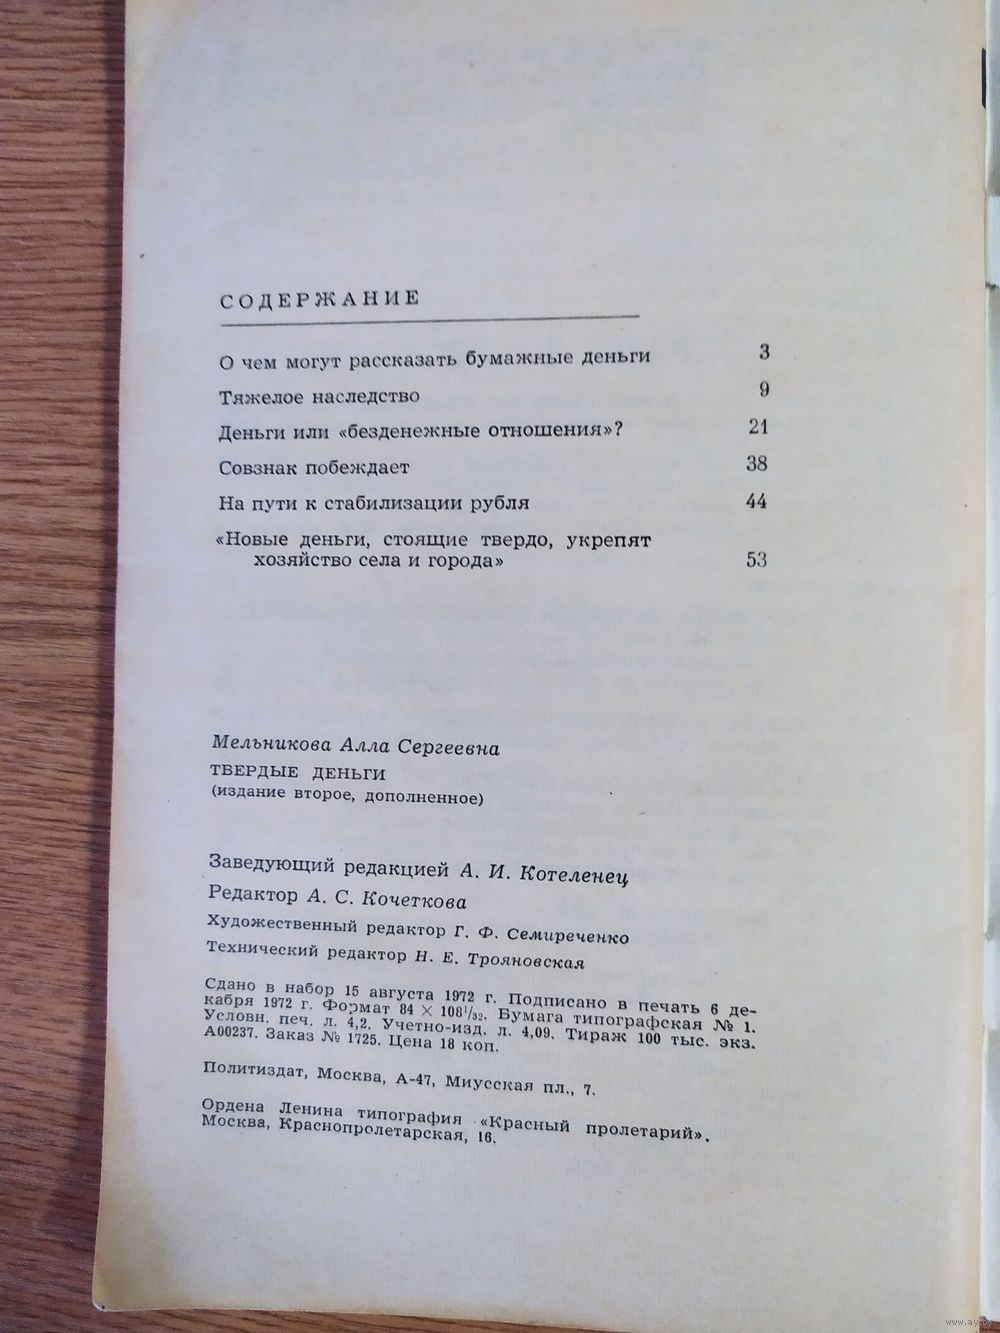 СОДЕРЖАНИЕ
О чем могут рассказать бумажные деньги 3
Тяжелое наследство 9
Деньги или «безденежные отношения»? 21
Совзнак побеждает 38
На пути к стабилизации рубля 44
«Новые деньги, стоящие твердо, укрепят
хозяйство села и города» 53
Мельникова Алла Сергеевна
ТВЕРДЫЕ ДЕНЬГИ
(издание второе, дополненное)
Заведующий редакцией А. И. Котеленец
Редактор А. С. Кочеткова
Художественный редактор Г. Ф. Семиреченко
Технический редактор Н. Е. Трояновская
Сдано в набор 15 августа 1972 г. Подписано в печать 6 де-
кабря 1972 г. Формат 84 × 108¹/₃₂. Бумага типографская № 1.
Условн. печ. л. 4,2. Учетно-изд. л. 4,09. Тираж 100 тыс. экз.
А00237. Заказ № 1725. Цена 18 коп.
Политиздат, Москва, А-47, Миусская пл., 7.
Ордена Ленина типография «Красный пролетарий».
Москва, Краснопролетарская, 16.
www.ay.by